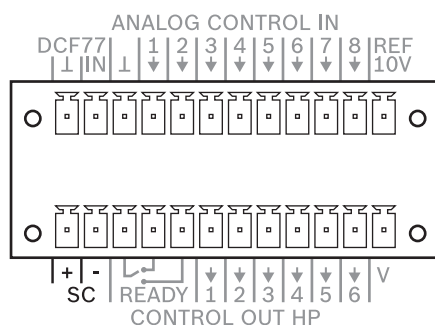 ANALOG CONTROL IN
DCF77 1 2 3 4 5 6 7 8 REF
⊥ IN ⊥ 10V
+ - 1 2 3 4 5 6 V
SC READY
CONTROL OUT HP